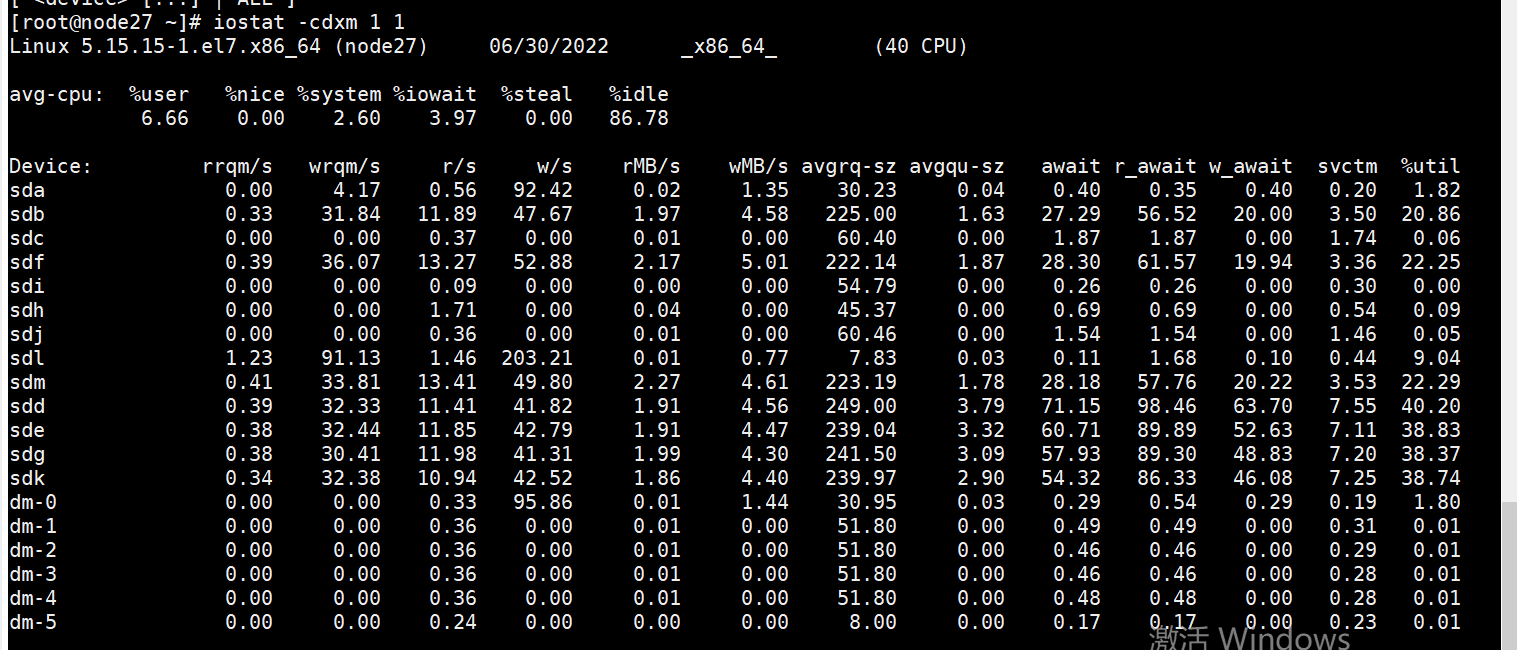 [root@node27 ~]# iostat -cdxm 1 1
Linux 5.15.15-1.el7.x86_64 (node27) 06/30/2022 _x86_64_ (40 CPU)
avg-cpu: %user %nice %system %iowait %steal %idle
6.66 0.00 2.60 3.97 0.00 86.78
Device: rrqm/s wrqm/s r/s w/s rMB/s wMB/s avgrq-sz avgqu-sz await r_await w_await svctm %util
sda 0.00 4.17 0.56 92.42 0.02 1.35 30.23 0.04 0.40 0.35 0.40 0.20 1.82
sdb 0.33 31.84 11.89 47.67 1.97 4.58 225.00 1.63 27.29 56.52 20.00 3.50 20.86
sdc 0.00 0.00 0.37 0.00 0.01 0.00 60.40 0.00 1.87 1.87 0.00 1.74 0.06
sdf 0.39 36.07 13.27 52.88 2.17 5.01 222.14 1.87 28.30 61.57 19.94 3.36 22.25
sdi 0.00 0.00 0.09 0.00 0.00 0.00 54.79 0.00 0.26 0.26 0.00 0.30 0.00
sdh 0.00 0.00 1.71 0.00 0.04 0.00 45.37 0.00 0.69 0.69 0.00 0.54 0.09
sdj 0.00 0.00 0.36 0.00 0.01 0.00 60.46 0.00 1.54 1.54 0.00 1.46 0.05
sdl 1.23 91.13 1.46 203.21 0.01 0.77 7.83 0.03 0.11 1.68 0.10 0.44 9.04
sdm 0.41 33.81 13.41 49.80 2.27 4.61 223.19 1.78 28.18 57.76 20.22 3.53 22.29
sdd 0.39 32.33 11.41 41.82 1.91 4.56 249.00 3.79 71.15 98.46 63.70 7.55 40.20
sde 0.38 32.44 11.85 42.79 1.91 4.47 239.04 3.32 60.71 89.89 52.63 7.11 38.83
sdg 0.38 30.41 11.98 41.31 1.99 4.30 241.50 3.09 57.93 89.30 48.83 7.20 38.37
sdk 0.34 32.38 10.94 42.52 1.86 4.40 239.97 2.90 54.32 86.33 46.08 7.25 38.74
dm-0 0.00 0.00 0.33 95.86 0.01 1.44 30.95 0.03 0.29 0.54 0.29 0.19 1.80
dm-1 0.00 0.00 0.36 0.00 0.01 0.00 51.80 0.00 0.49 0.49 0.00 0.31 0.01
dm-2 0.00 0.00 0.36 0.00 0.01 0.00 51.80 0.00 0.46 0.46 0.00 0.29 0.01
dm-3 0.00 0.00 0.36 0.00 0.01 0.00 51.80 0.00 0.46 0.46 0.00 0.28 0.01
dm-4 0.00 0.00 0.36 0.00 0.01 0.00 51.80 0.00 0.48 0.48 0.00 0.28 0.01
dm-5 0.00 0.00 0.24 0.00 0.00 0.00 8.00 0.00 0.17 0.17 0.00 0.23 0.01
激活 Windows